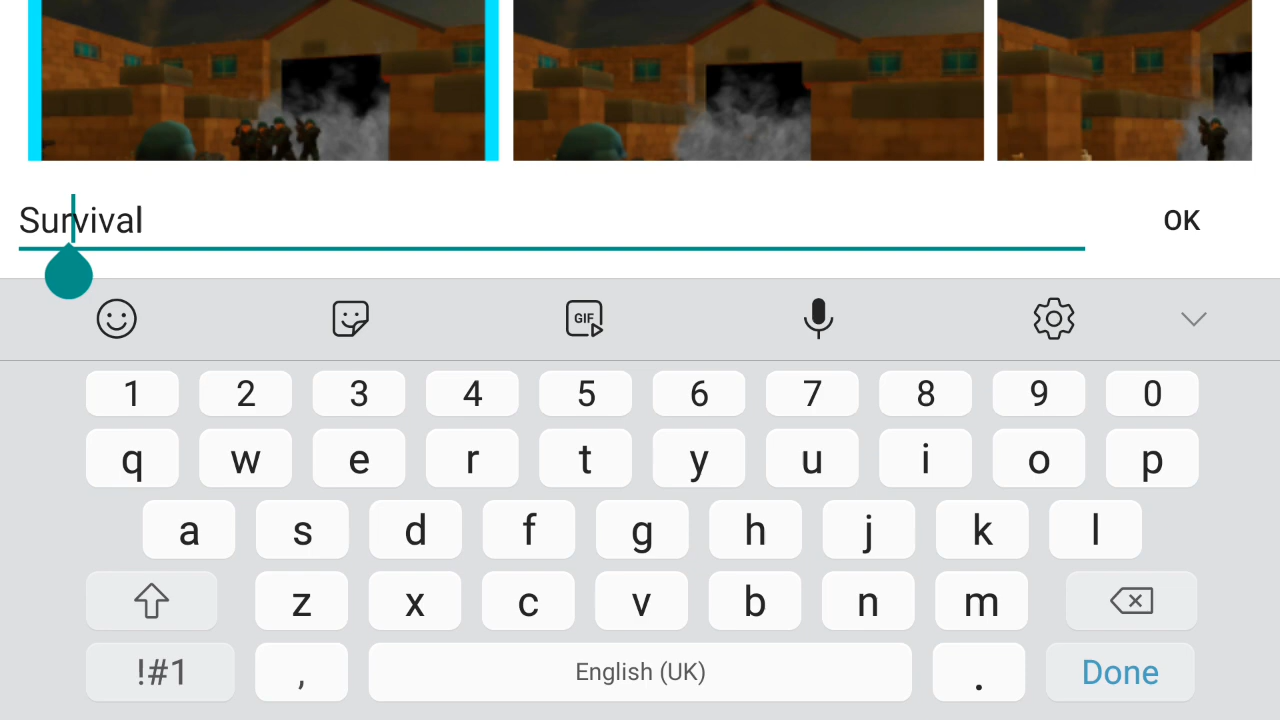 Survival
OK
GIF
1 2 3 4 5 6 7 8 9 0
q w e r t y u i o p
a s d f g h j k l
z x c v b n m
!#1 , English (UK) . Done